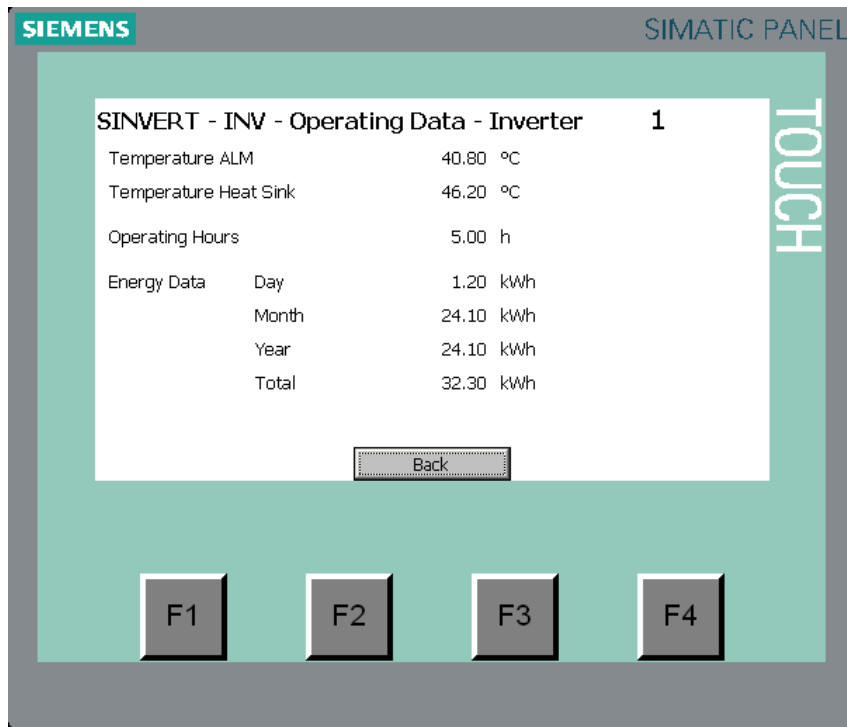 SIEMENS
SIMATIC PANEL
TOUCH
SINVERT - INV - Operating Data - Inverter 1
Temperature ALM 40.80 ºC
Temperature Heat Sink 46.20 ºC
Operating Hours 5.00 h
Energy Data Day 1.20 kWh
Month 24.10 kWh
Year 24.10 kWh
Total 32.30 kWh
Back
F1 F2 F3 F4